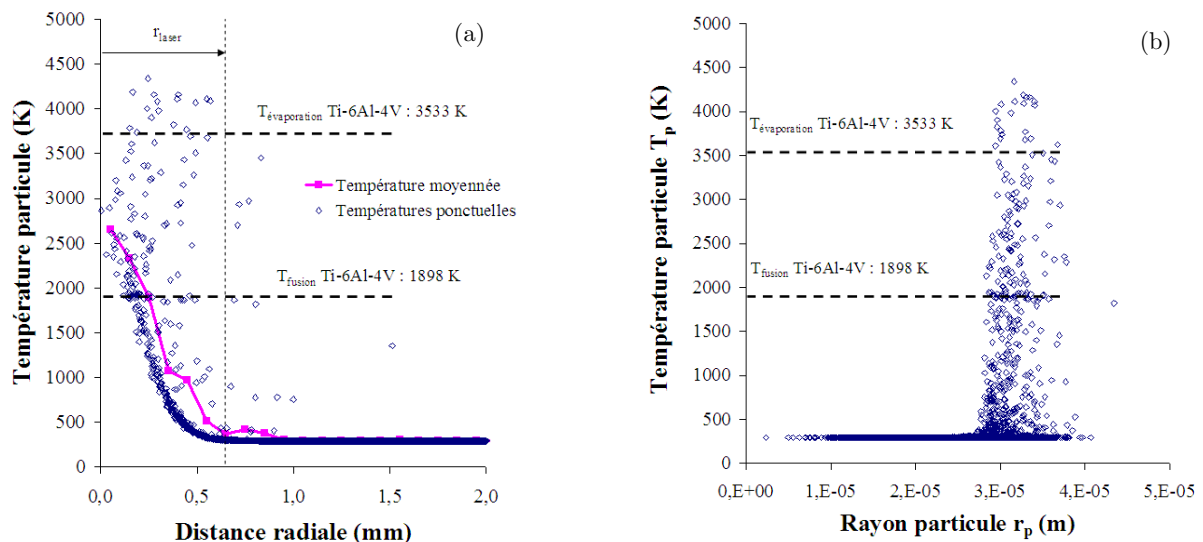 5000
4500
4000
3500
3000
2500
2000
1500
1000
500
0
Température particule (K)
r_laser
(a)
T_évaporation Ti-6Al-4V : 3533 K
Température moyennée
Températures ponctuelles
T_fusion Ti-6Al-4V : 1898 K
0,0 0,5 1,0 1,5 2,0
Distance radiale (mm)
5000
4500
4000
3500
3000
2500
2000
1500
1000
500
0
Température particule T_p (K)
(b)
T_évaporation Ti-6Al-4V : 3533 K
T_fusion Ti-6Al-4V : 1898 K
0,E+00 1,E-05 2,E-05 3,E-05 4,E-05 5,E-05
Rayon particule r_p (m)